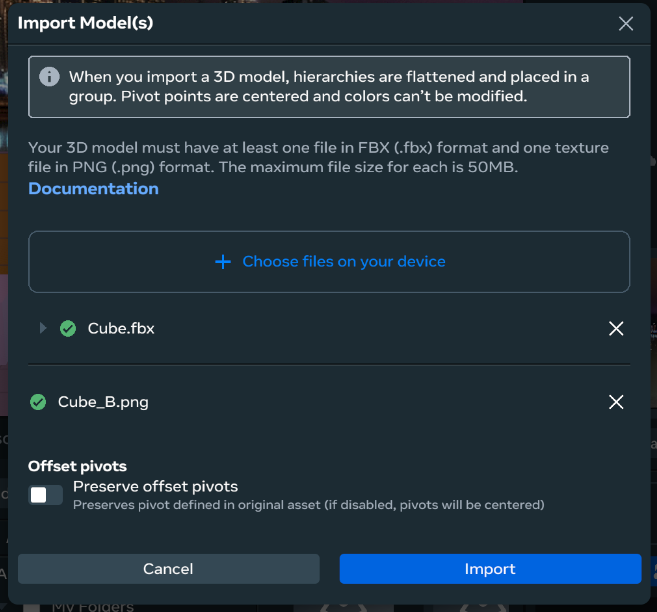 Import Model(s)
When you import a 3D model, hierarchies are flattened and placed in a
group. Pivot points are centered and colors can’t be modified.
Your 3D model must have at least one file in FBX (.fbx) format and one texture
file in PNG (.png) format. The maximum file size for each is 50MB.
Documentation
+ Choose files on your device
Cube.fbx
Cube_B.png
Offset pivots
Preserve offset pivots
Preserves pivot defined in original asset (if disabled, pivots will be centered)
Cancel
Import
My Folders